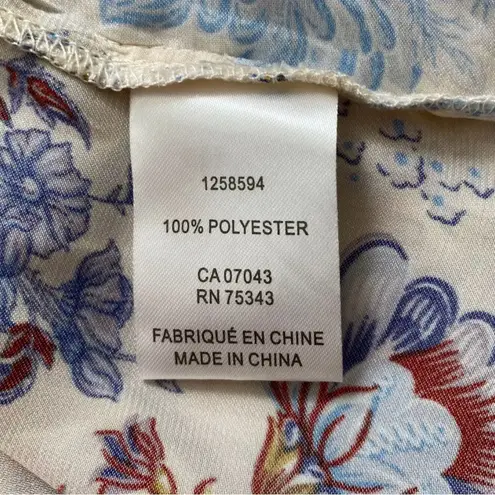 1258594
100% POLYESTER
CA 07043
RN 75343
FABRIQUÉ EN CHINE
MADE IN CHINA